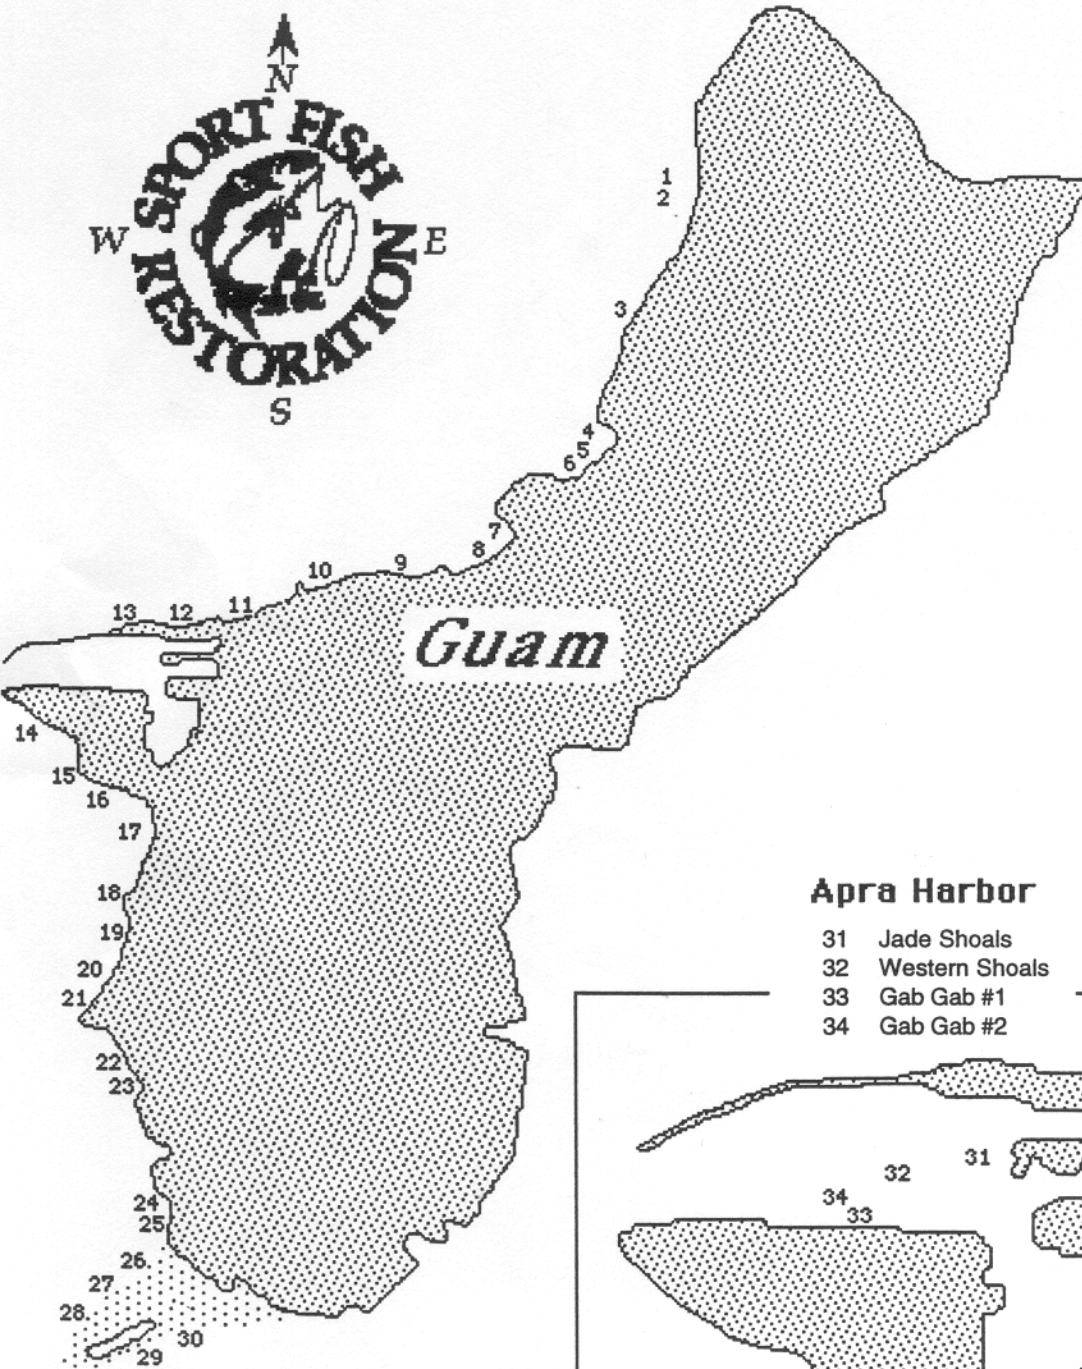 N
SPORT FISH
W
E
RESTORATION
S
1
2
3
4
5
6
7
8
9
10
11
12
13
Guam
14
15
16
17
18
19
20
21
22
23
24
25
26
27
28
29
30
Apra Harbor
31 Jade Shoals
32 Western Shoals
33 Gab Gab #1
34 Gab Gab #2
31
32
34
33